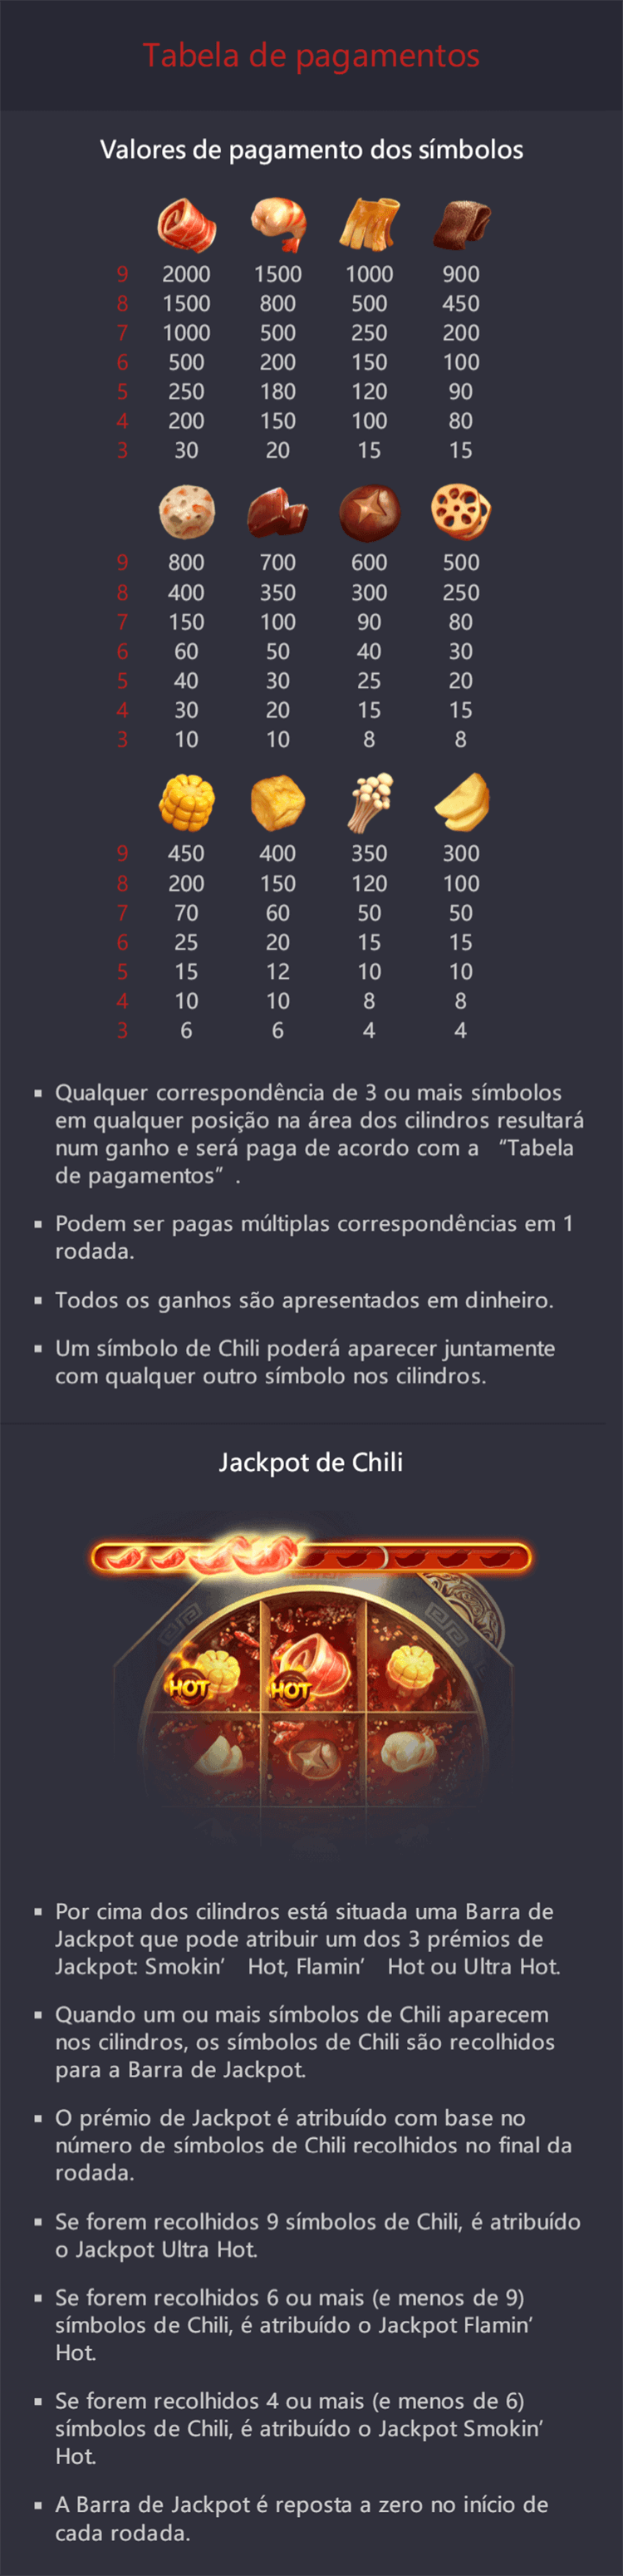 Tabela de pagamentos
Valores de pagamento dos símbolos
9 2000 1500 1000 900
8 1500 800 500 450
7 1000 500 250 200
6 500 200 150 100
5 250 180 120 90
4 200 150 100 80
3 30 20 15 15
9 800 700 600 500
8 400 350 300 250
7 150 100 90 80
6 60 50 40 30
5 40 30 25 20
4 30 20 15 15
3 10 10 8 8
9 450 400 350 300
8 200 150 120 100
7 70 60 50 50
6 25 20 15 15
5 15 12 10 10
4 10 10 8 8
3 6 6 4 4
▪ Qualquer correspondência de 3 ou mais símbolos
em qualquer posição na área dos cilindros resultará
num ganho e será paga de acordo com a “Tabela
de pagamentos” .
▪ Podem ser pagas múltiplas correspondências em 1
rodada.
▪ Todos os ganhos são apresentados em dinheiro.
▪ Um símbolo de Chili poderá aparecer juntamente
com qualquer outro símbolo nos cilindros.
Jackpot de Chili
HOT HOT
▪ Por cima dos cilindros está situada uma Barra de
Jackpot que pode atribuir um dos 3 prémios de
Jackpot: Smokin’ Hot, Flamin’ Hot ou Ultra Hot.
▪ Quando um ou mais símbolos de Chili aparecem
nos cilindros, os símbolos de Chili são recolhidos
para a Barra de Jackpot.
▪ O prémio de Jackpot é atribuído com base no
número de símbolos de Chili recolhidos no final da
rodada.
▪ Se forem recolhidos 9 símbolos de Chili, é atribuído
o Jackpot Ultra Hot.
▪ Se forem recolhidos 6 ou mais (e menos de 9)
símbolos de Chili, é atribuído o Jackpot Flamin’
Hot.
▪ Se forem recolhidos 4 ou mais (e menos de 6)
símbolos de Chili, é atribuído o Jackpot Smokin’
Hot.
▪ A Barra de Jackpot é reposta a zero no início de
cada rodada.